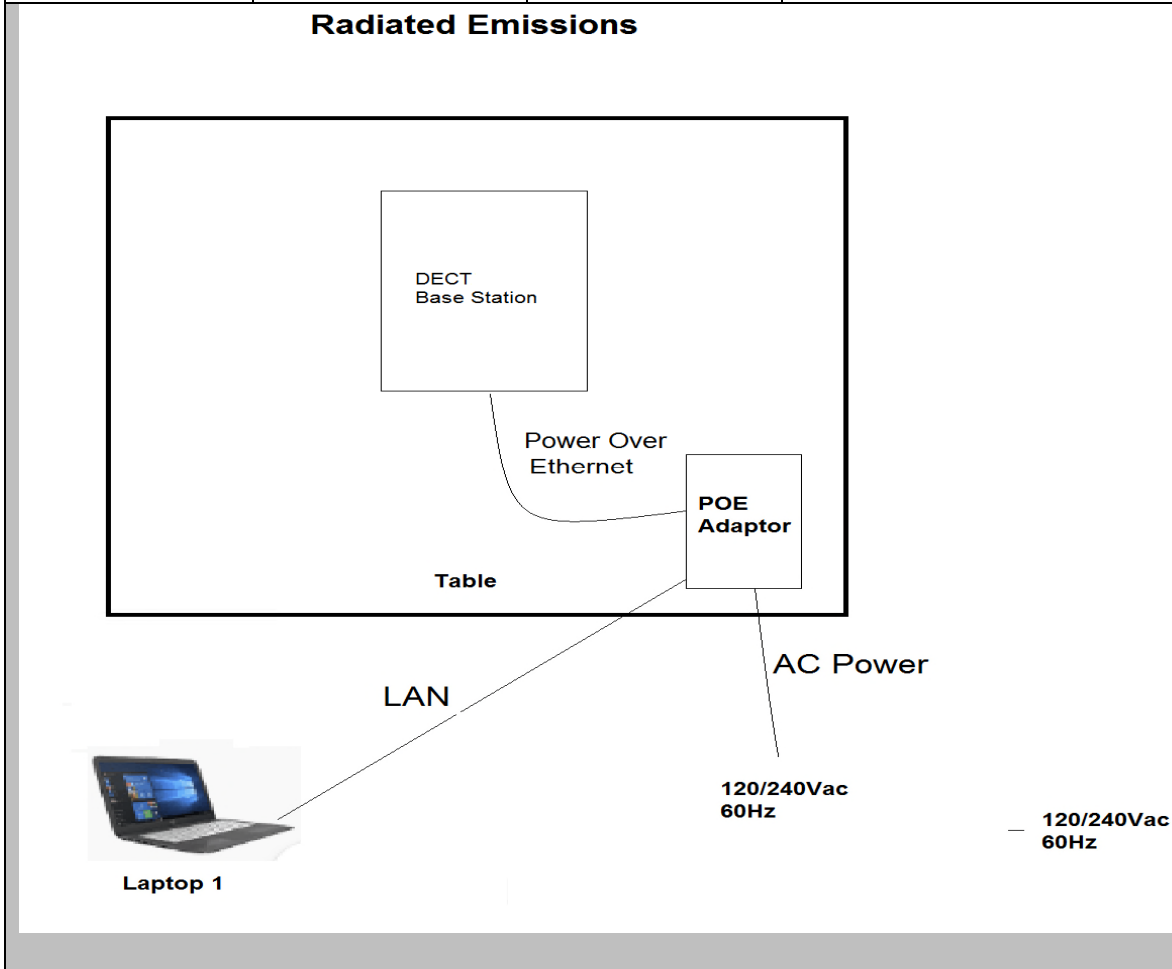 Radiated Emissions
DECT
Base Station
Power Over
Ethernet
POE
Adaptor
Table
AC Power
LAN
120/240Vac
60Hz
120/240Vac
60Hz
Laptop 1